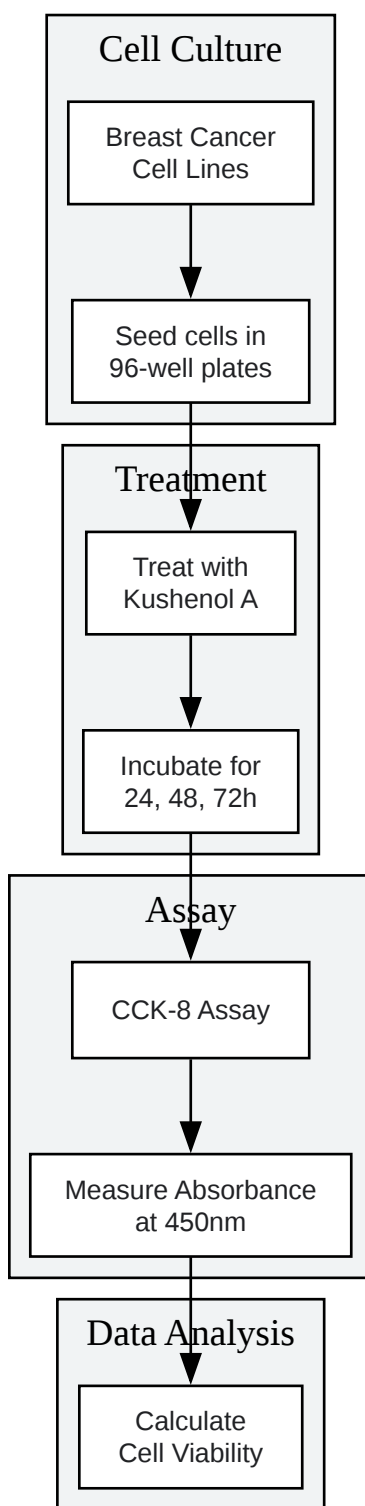 Cell Culture
Breast Cancer
Cell Lines
Seed cells in
96-well plates
Treatment
Treat with
Kushenol A
Incubate for
24, 48, 72h
Assay
CCK-8 Assay
Measure Absorbance
at 450nm
Data Analysis
Calculate
Cell Viability